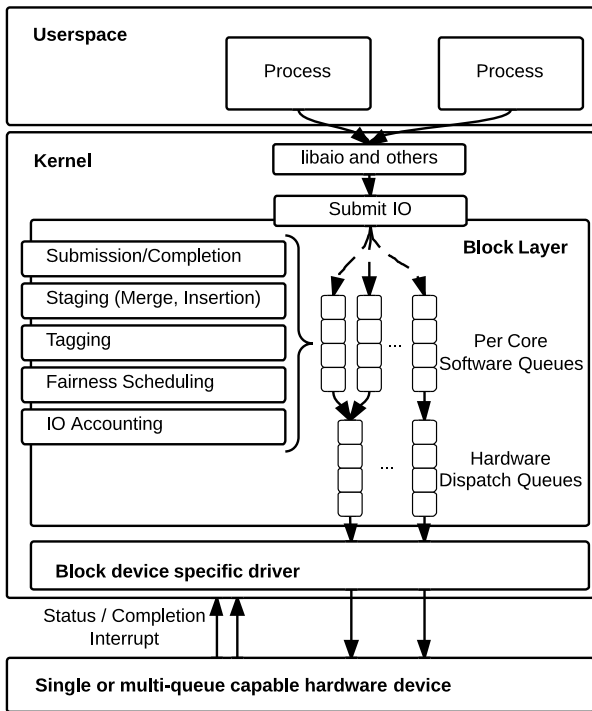 Userspace
Process
Process
Kernel
libaio and others
Submit IO
Block Layer
Submission/Completion
Staging (Merge, Insertion)
Tagging
Fairness Scheduling
IO Accounting
...
Per Core
Software Queues
...
Hardware
Dispatch Queues
Block device specific driver
Status / Completion
Interrupt
Single or multi-queue capable hardware device